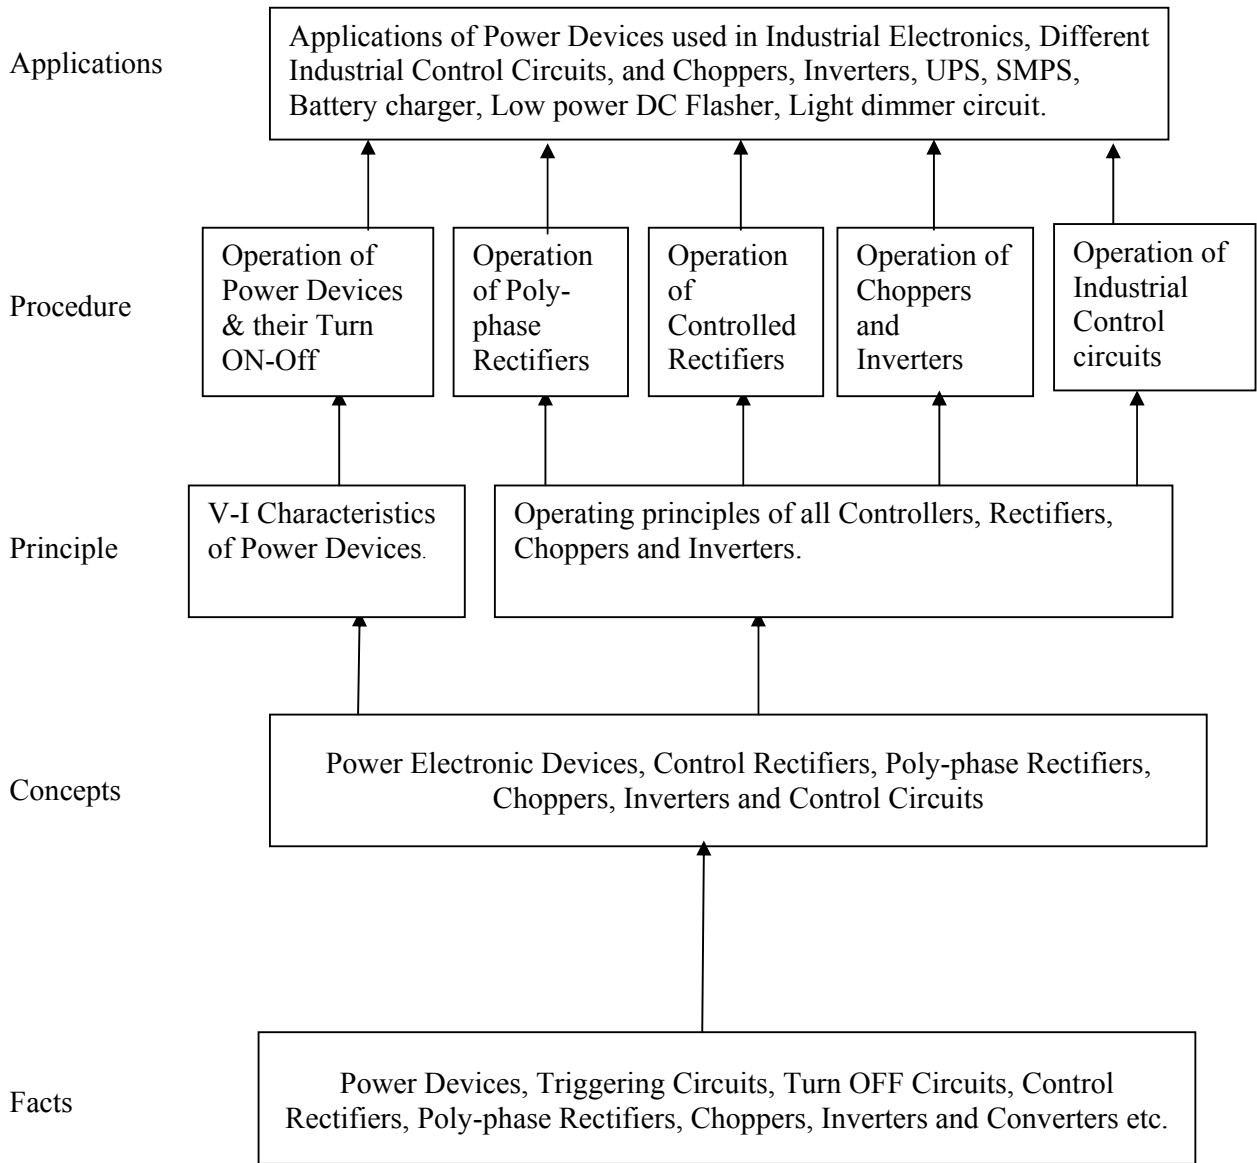 Applications
Applications of Power Devices used in Industrial Electronics, Different
Industrial Control Circuits, and Choppers, Inverters, UPS, SMPS,
Battery charger, Low power DC Flasher, Light dimmer circuit.
Procedure
Operation of
Power Devices
& their Turn
ON-Off
Operation
of Poly-
phase
Rectifiers
Operation
of
Controlled
Rectifiers
Operation of
Choppers
and
Inverters
Operation of
Industrial
Control
circuits
Principle
V-I Characteristics
of Power Devices.
Operating principles of all Controllers, Rectifiers,
Choppers and Inverters.
Concepts
Power Electronic Devices, Control Rectifiers, Poly-phase Rectifiers,
Choppers, Inverters and Control Circuits
Facts
Power Devices, Triggering Circuits, Turn OFF Circuits, Control
Rectifiers, Poly-phase Rectifiers, Choppers, Inverters and Converters etc.